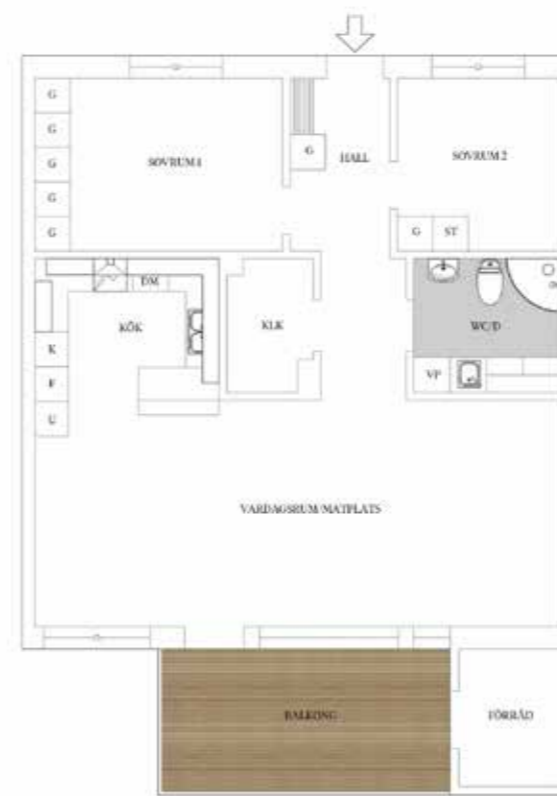 G
G
G
G
G
SOVRUM 1
G
HALL
SOVRUM 2
G
ST
DM
KÖK
KLK
WC/D
K
F
U
VP
VARDAGSRUM/MATPLATS
BALKONG
FÖRRÅD